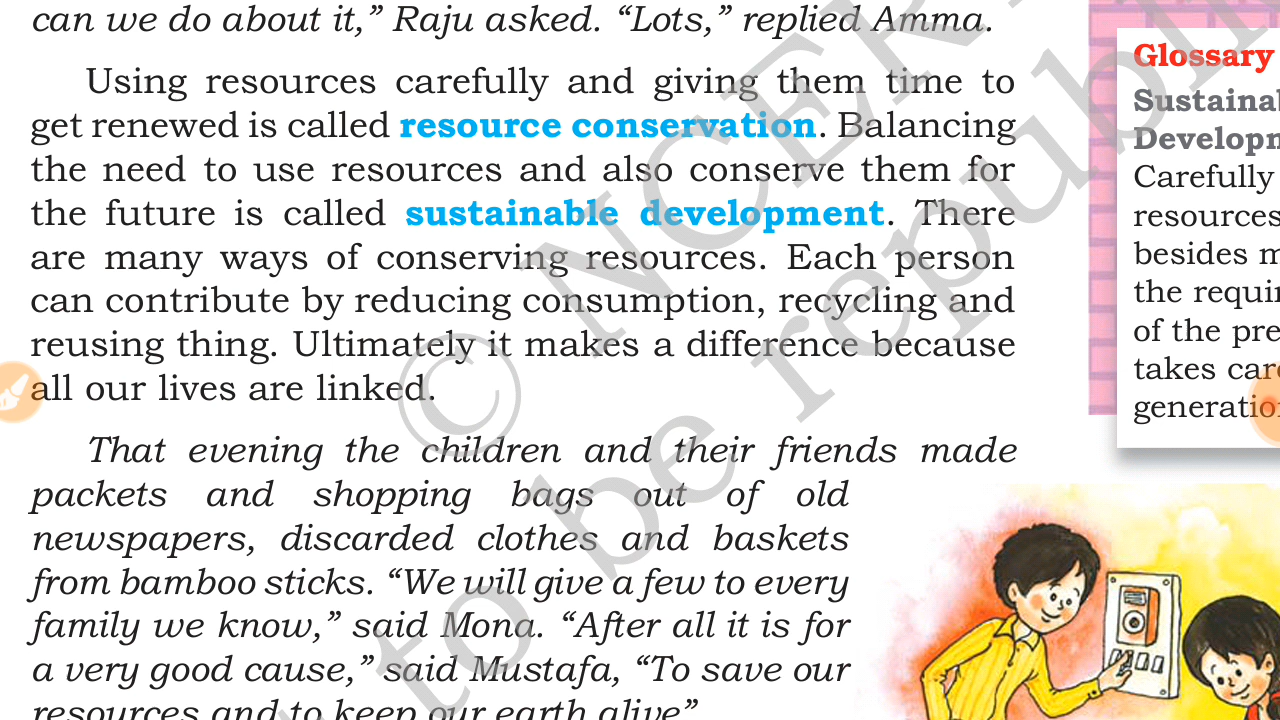 can we do about it,” Raju asked. “Lots,” replied Amma.
Using resources carefully and giving them time to
get renewed is called resource conservation. Balancing
the need to use resources and also conserve them for
the future is called sustainable development. There
are many ways of conserving resources. Each person
can contribute by reducing consumption, recycling and
reusing thing. Ultimately it makes a difference because
all our lives are linked.
That evening the children and their friends made
packets and shopping bags out of old
newspapers, discarded clothes and baskets
from bamboo sticks. “We will give a few to every
family we know,” said Mona. “After all it is for
a very good cause,” said Mustafa, “To save our
resources and to keep our earth alive”
Glossary
Carefully
resources
besides
the
of the
takes
© NCER
to be republi